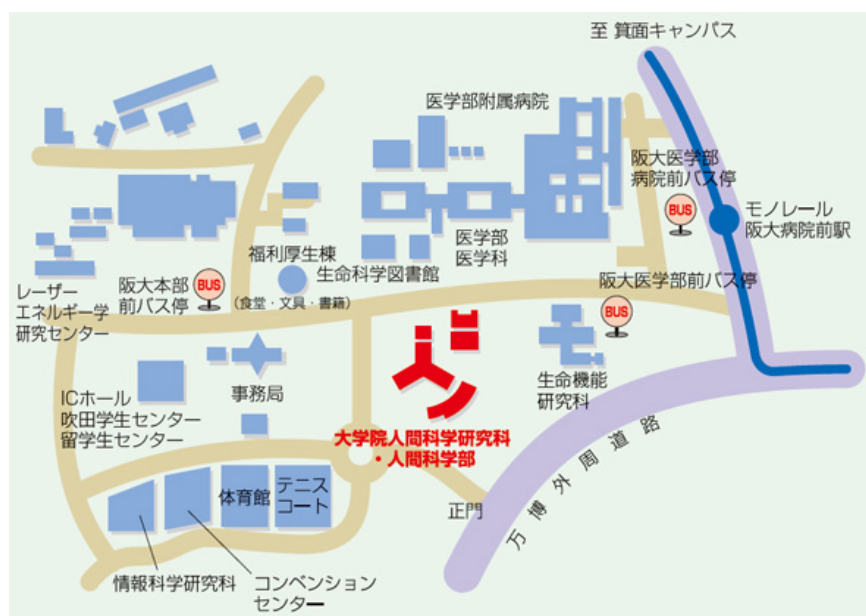 至 箕面キャンパス
医学部附属病院
阪大医学部
病院前バス停
BUS
モノレール
阪大病院前駅
医学部
医学科
福利厚生棟
生命科学図書館
(食堂・文具・書籍)
阪大本部
前バス停
BUS
レーザー
エネルギー学
研究センター
阪大医学部前バス停
BUS
生命機能
研究科
事務局
ICホール
吹田学生センター
留学生センター
大学院人間科学研究科
・人間科学部
体育館
テニス
コート
正門
万博外周道路
情報科学研究科
コンベンション
センター